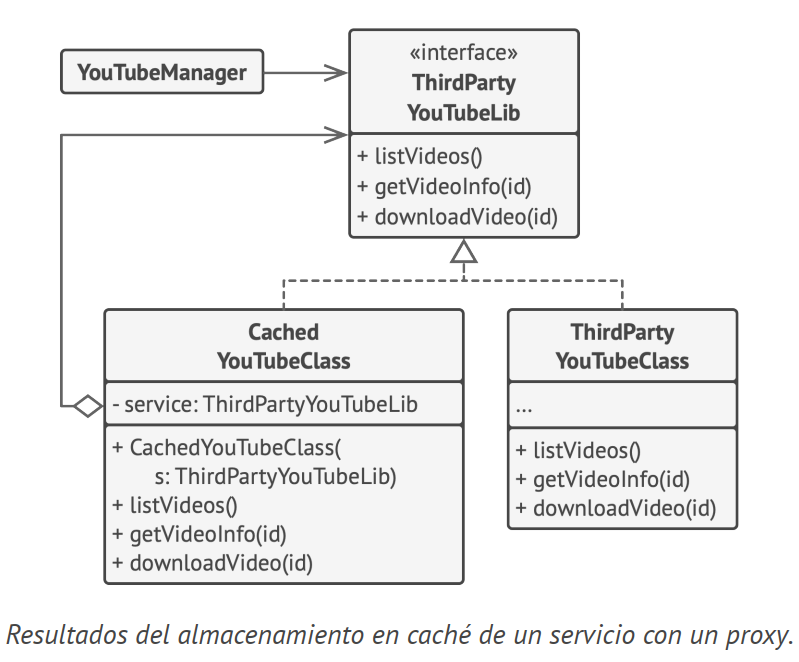 YouTubeManager
«interface»
ThirdParty
YouTubeLib
+ listVideos()
+ getVideoInfo(id)
+ downloadVideo(id)
Cached
YouTubeClass
- service: ThirdPartyYouTubeLib
+ CachedYouTubeClass(
s: ThirdPartyYouTubeLib)
+ listVideos()
+ getVideoInfo(id)
+ downloadVideo(id)
ThirdParty
YouTubeClass
...
+ listVideos()
+ getVideoInfo(id)
+ downloadVideo(id)
Resultados del almacenamiento en caché de un servicio con un proxy.